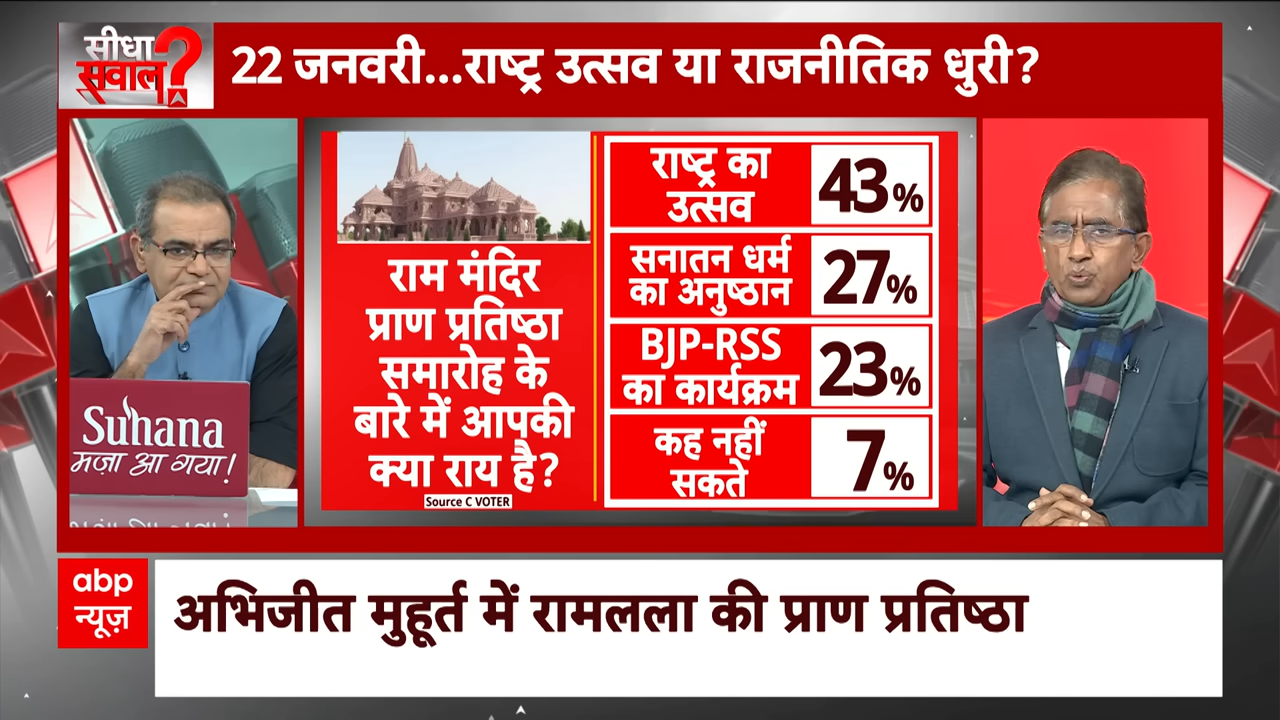 सीधा
सवाल?
22 जनवरी...राष्ट्र उत्सव या राजनीतिक धुरी?
राम मंदिर
प्राण प्रतिष्ठा
समारोह के
बारे में आपकी
क्या राय है?
Source C VOTER
राष्ट्र का
उत्सव
43%
सनातन धर्म
का अनुष्ठान
27%
BJP-RSS
का कार्यक्रम
23%
कह नहीं
सकते
7%
Suhana
मज़ा आ गया!
abp
न्यूज़
अभिजीत मुहूर्त में रामलला की प्राण प्रतिष्ठा